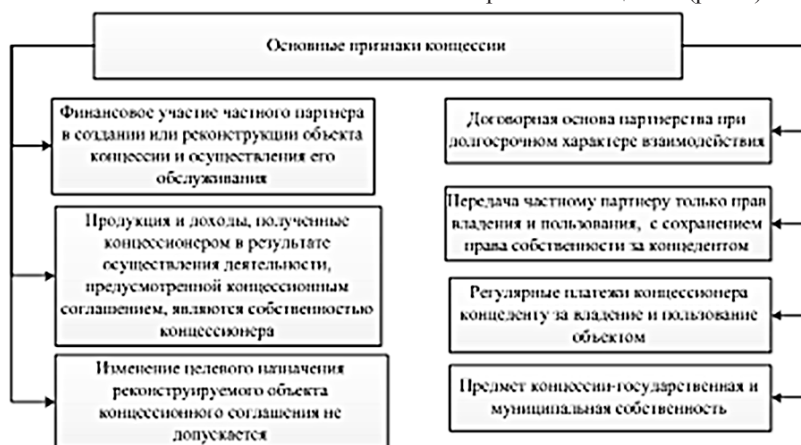 Основные признаки концессии
Финансовое участие частного партнера
в создании или реконструкции объекта
концессии и осуществления его
обслуживания
Продукция и доходы, полученные
концессионером в результате
осуществления деятельности,
предусмотренной концессионным
соглашением, являются собственностью
концессионера
Изменение целевого назначения
реконструируемого объекта
концессионного соглашения не
допускается
Договорная основа партнерства при
долгосрочном характере взаимодействия
Передача частному партнеру только прав
владения и пользования, с сохранением
права собственности за концедентом
Регулярные платежи концессионера
концеденту за владение и пользование
объектом
Предмет концессии-государственная и
муниципальная собственность